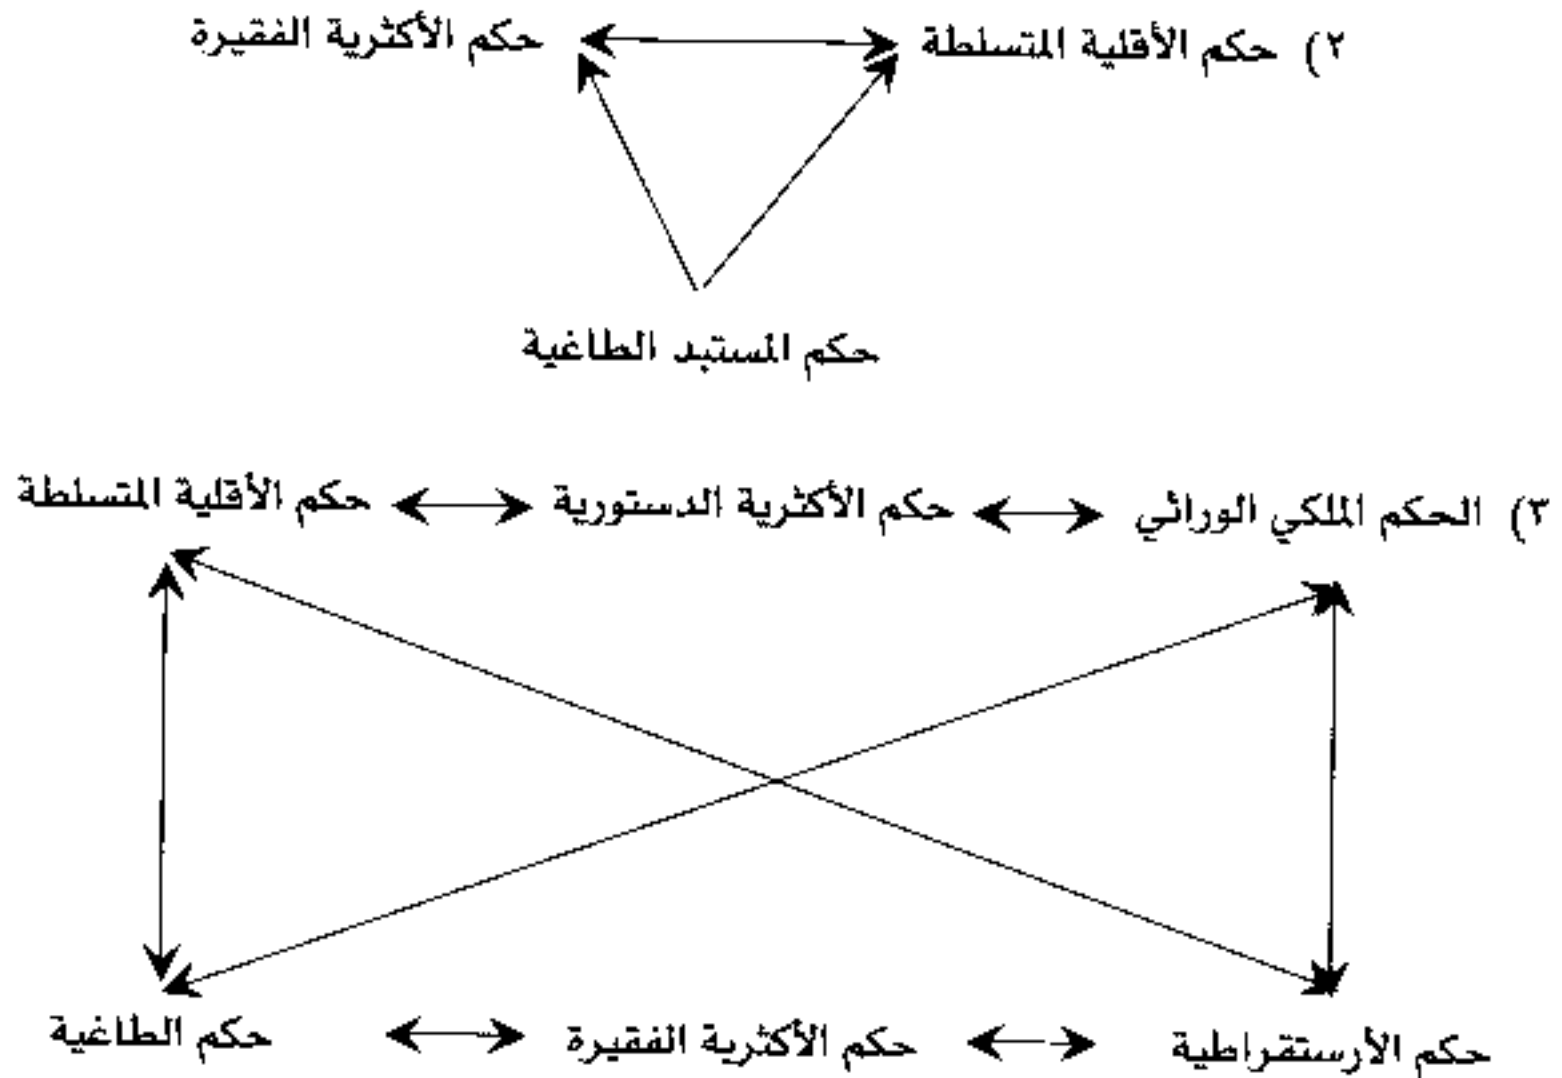 ٢) حكم الأقلية المتسلطة حكم الأكثرية الفقيرة
حكم المستبد الطاغية
٣) الحكم الملكي الوراثي حكم الأكثرية الدستورية حكم الأقلية المتسلطة
حكم الأرستقراطية حكم الأكثرية الفقيرة حكم الطاغية